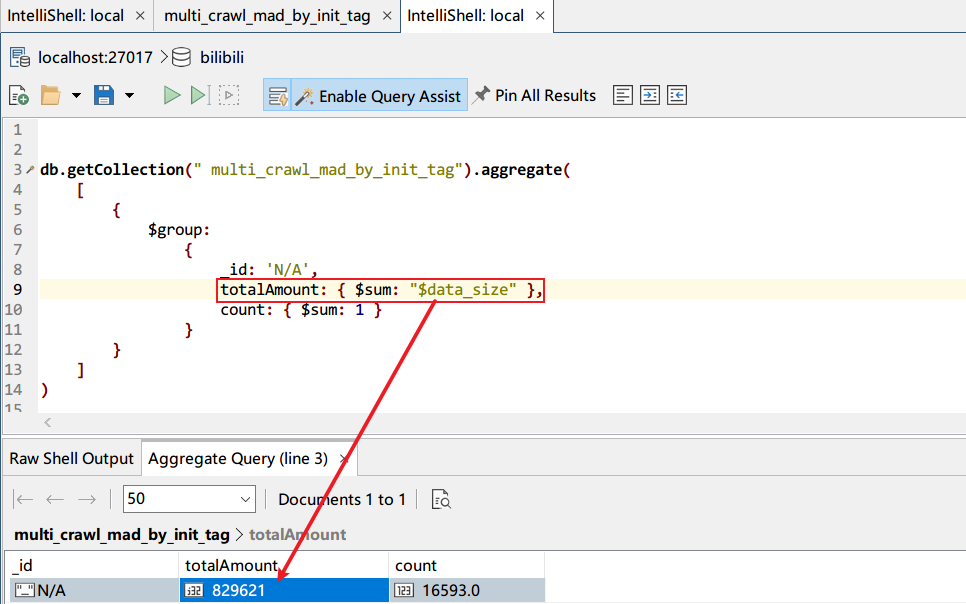 IntelliShell: local × multi_crawl_mad_by_init_tag × IntelliShell: local ×
localhost:27017 > bilibili
Enable Query Assist Pin All Results
1
2
3 db.getCollection(" multi_crawl_mad_by_init_tag").aggregate(
4 [
5 {
6 $group:
7 {
8 _id: 'N/A',
9 totalAmount: { $sum: "$data_size" },
10 count: { $sum: 1 }
11 }
12 }
13 ]
14 )
15
Raw Shell Output Aggregate Query (line 3) ×
50 Documents 1 to 1
multi_crawl_mad_by_init_tag > totalAmount
_id totalAmount count
"_" N/A i32 829621 123 16593.0